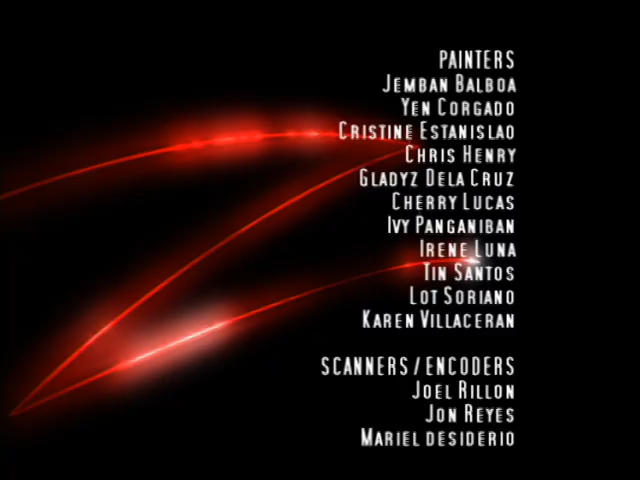 PAINTERS
JEMBAN BALBOA
YEN CORGADO
CRISTINE ESTANISLAO
CHRIS HENRY
GLADYZ DELA CRUZ
CHERRY LUCAS
IVY PANGANIBAN
IRENE LUNA
TIN SANTOS
LOT SORIANO
KAREN VILLACERAN
SCANNERS / ENCODERS
JOEL RILLON
JON REYES
MARIEL DESIDERIO